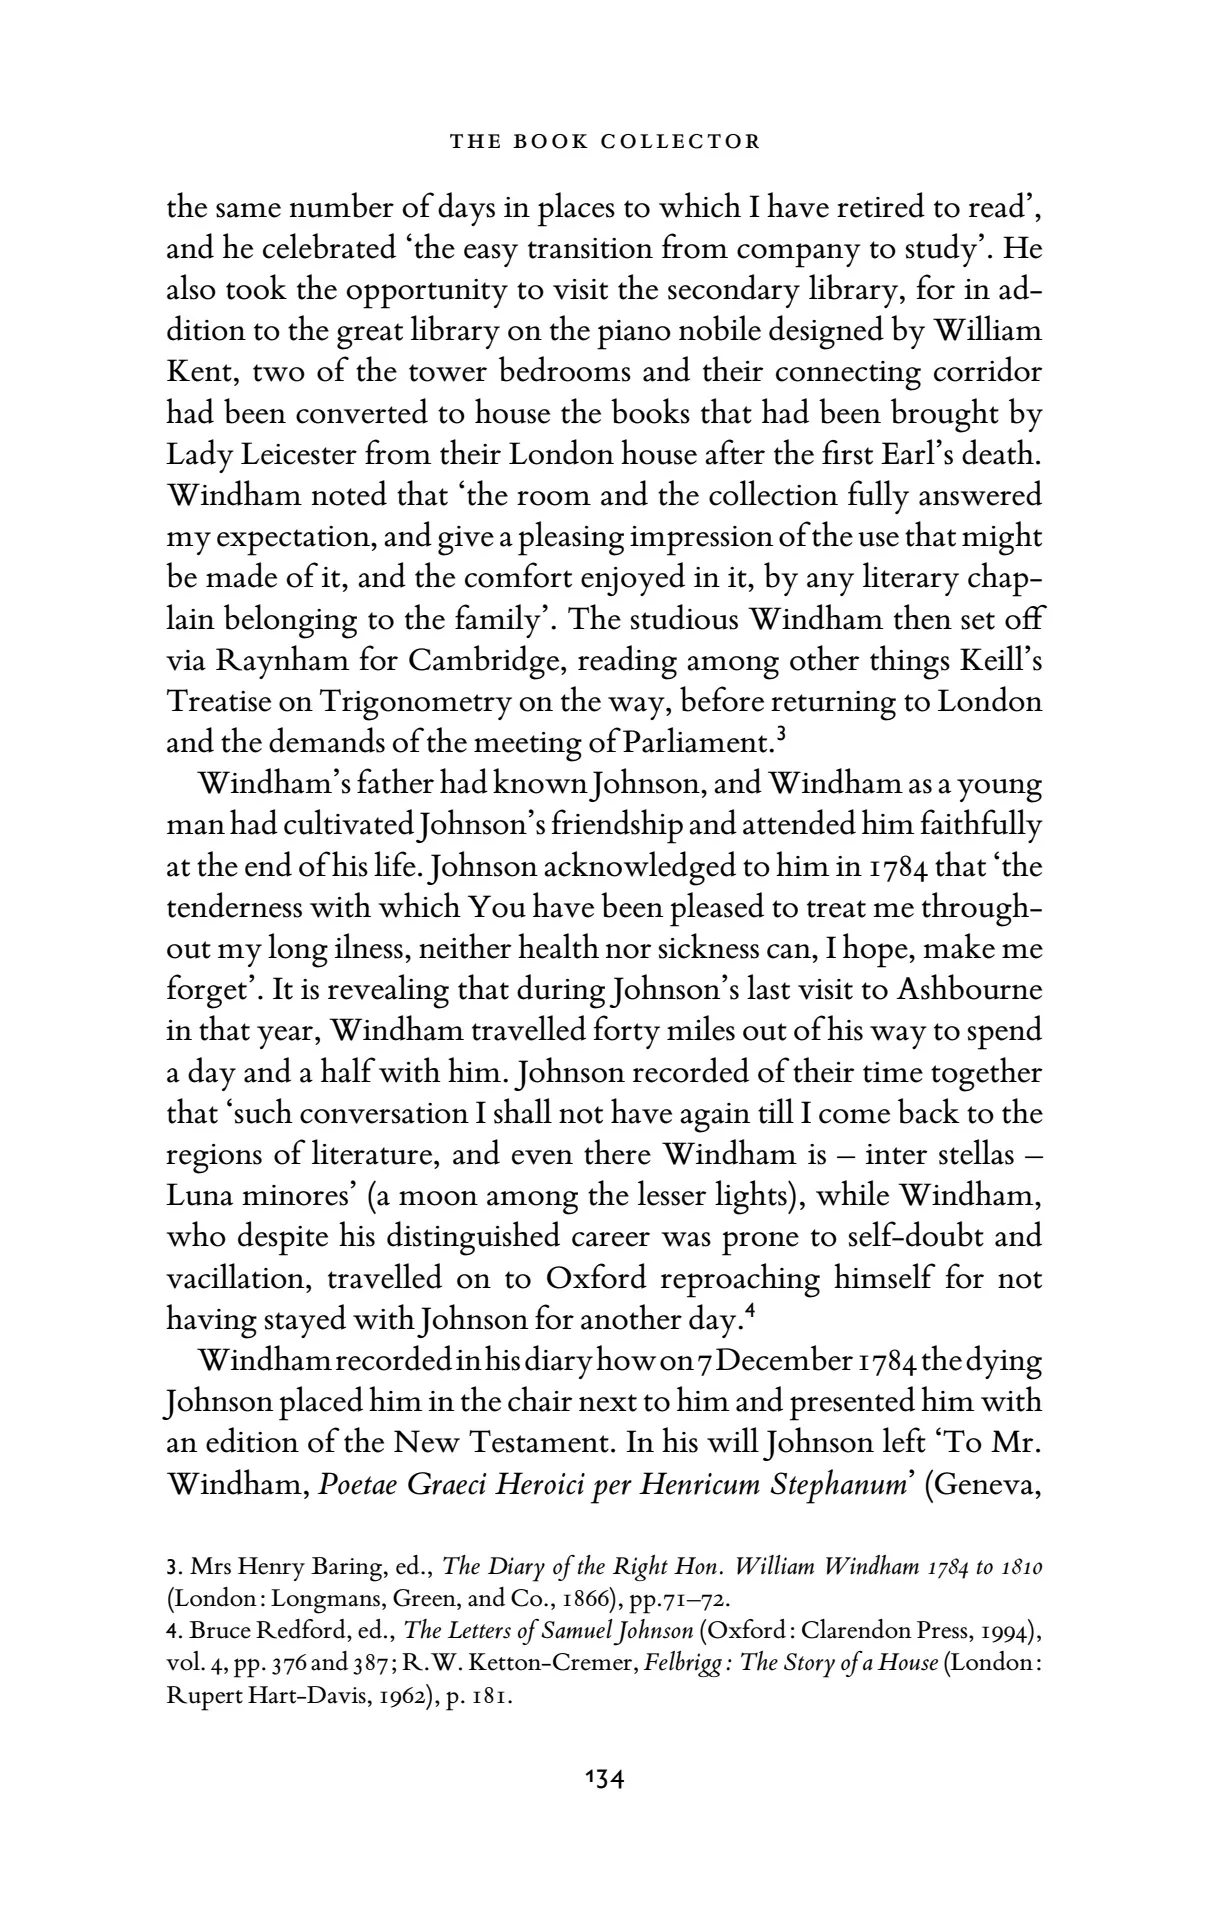 THE BOOK COLLECTOR
the same number of days in places to which I have retired to read’,
and he celebrated ‘the easy transition from company to study’. He
also took the opportunity to visit the secondary library, for in ad-
dition to the great library on the piano nobile designed by William
Kent, two of the tower bedrooms and their connecting corridor
had been converted to house the books that had been brought by
Lady Leicester from their London house after the first Earl’s death.
Windham noted that ‘the room and the collection fully answered
my expectation, and give a pleasing impression of the use that might
be made of it, and the comfort enjoyed in it, by any literary chap-
lain belonging to the family’. The studious Windham then set off
via Raynham for Cambridge, reading among other things Keill’s
Treatise on Trigonometry on the way, before returning to London
and the demands of the meeting of Parliament.³
Windham’s father had known Johnson, and Windham as a young
man had cultivated Johnson’s friendship and attended him faithfully
at the end of his life. Johnson acknowledged to him in 1784 that ‘the
tenderness with which You have been pleased to treat me through-
out my long ilness, neither health nor sickness can, I hope, make me
forget’. It is revealing that during Johnson’s last visit to Ashbourne
in that year, Windham travelled forty miles out of his way to spend
a day and a half with him. Johnson recorded of their time together
that ‘such conversation I shall not have again till I come back to the
regions of literature, and even there Windham is – inter stellas –
Luna minores’ (a moon among the lesser lights), while Windham,
who despite his distinguished career was prone to self-doubt and
vacillation, travelled on to Oxford reproaching himself for not
having stayed with Johnson for another day.⁴
Windham recorded in his diary how on 7 December 1784 the dying
Johnson placed him in the chair next to him and presented him with
an edition of the New Testament. In his will Johnson left ‘To Mr.
Windham, Poetae Graeci Heroici per Henricum Stephanum’ (Geneva,
3. Mrs Henry Baring, ed., The Diary of the Right Hon. William Windham 1784 to 1810
(London: Longmans, Green, and Co., 1866), pp.71–72.
4. Bruce Redford, ed., The Letters of Samuel Johnson (Oxford: Clarendon Press, 1994),
vol. 4, pp. 376 and 387; R.W. Ketton-Cremer, Felbrigg: The Story of a House (London:
Rupert Hart-Davis, 1962), p. 181.
134